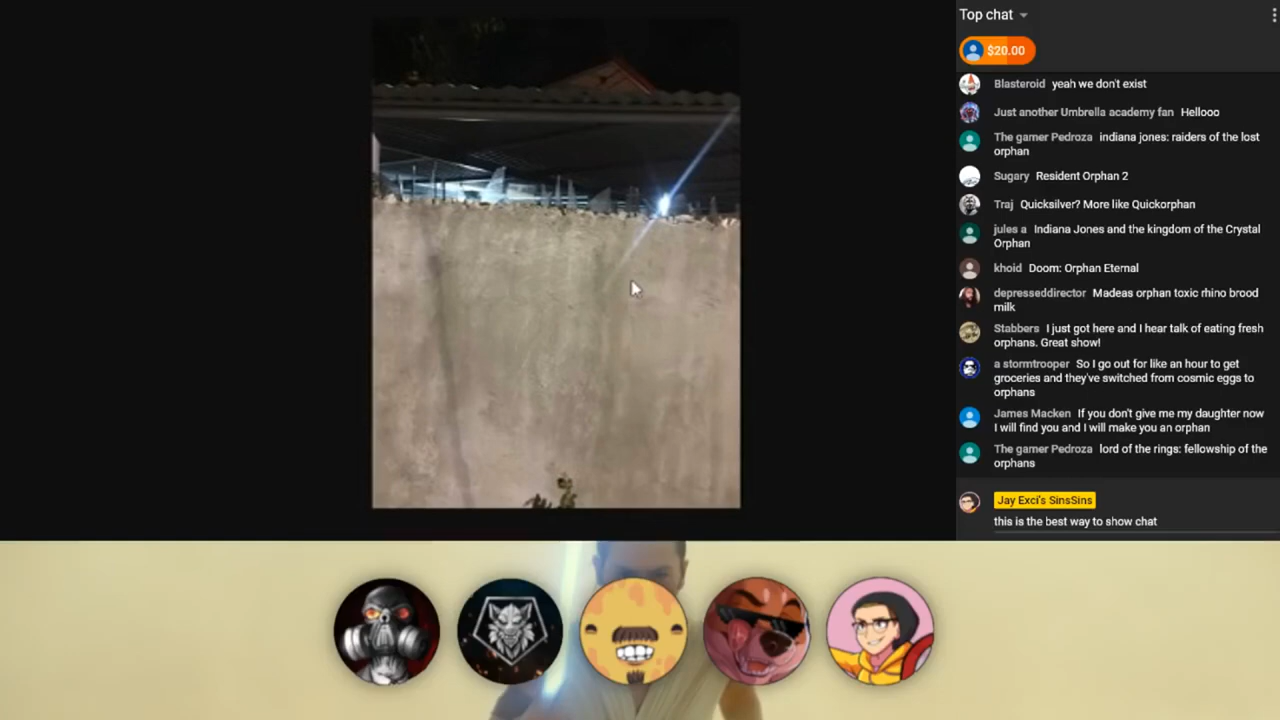 Top chat
$20.00
Blasteroid yeah we don't exist
Just another Umbrella academy fan Hellooo
The gamer Pedroza indiana jones: raiders of the lost
orphan
Sugary Resident Orphan 2
Traj Quicksilver? More like Quickorphan
jules a Indiana Jones and the kingdom of the Crystal
Orphan
khoid Doom: Orphan Eternal
depresseddirector Madeas orphan toxic rhino brood
milk
Stabbers I just got here and I hear talk of eating fresh
orphans. Great show!
a stormtrooper So I go out for like an hour to get
groceries and they've switched from cosmic eggs to
orphans
James Macken If you don't give me my daughter now
I will find you and I will make you an orphan
The gamer Pedroza lord of the rings: fellowship of the
orphans
Jay Exci's SinsSins
this is the best way to show chat